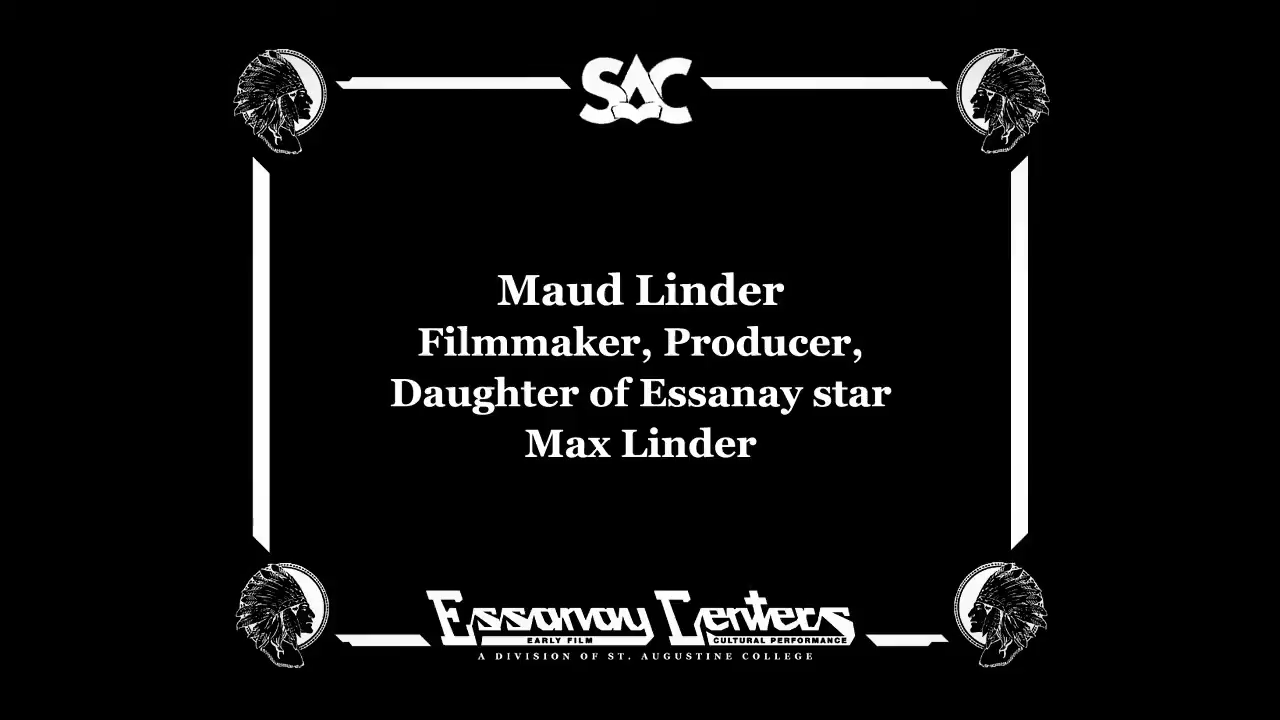 SAC
Maud Linder
Filmmaker, Producer,
Daughter of Essanay star
Max Linder
Essanay Centers
EARLY FILM CULTURAL PERFORMANCE
A DIVISION OF ST. AUGUSTINE COLLEGE